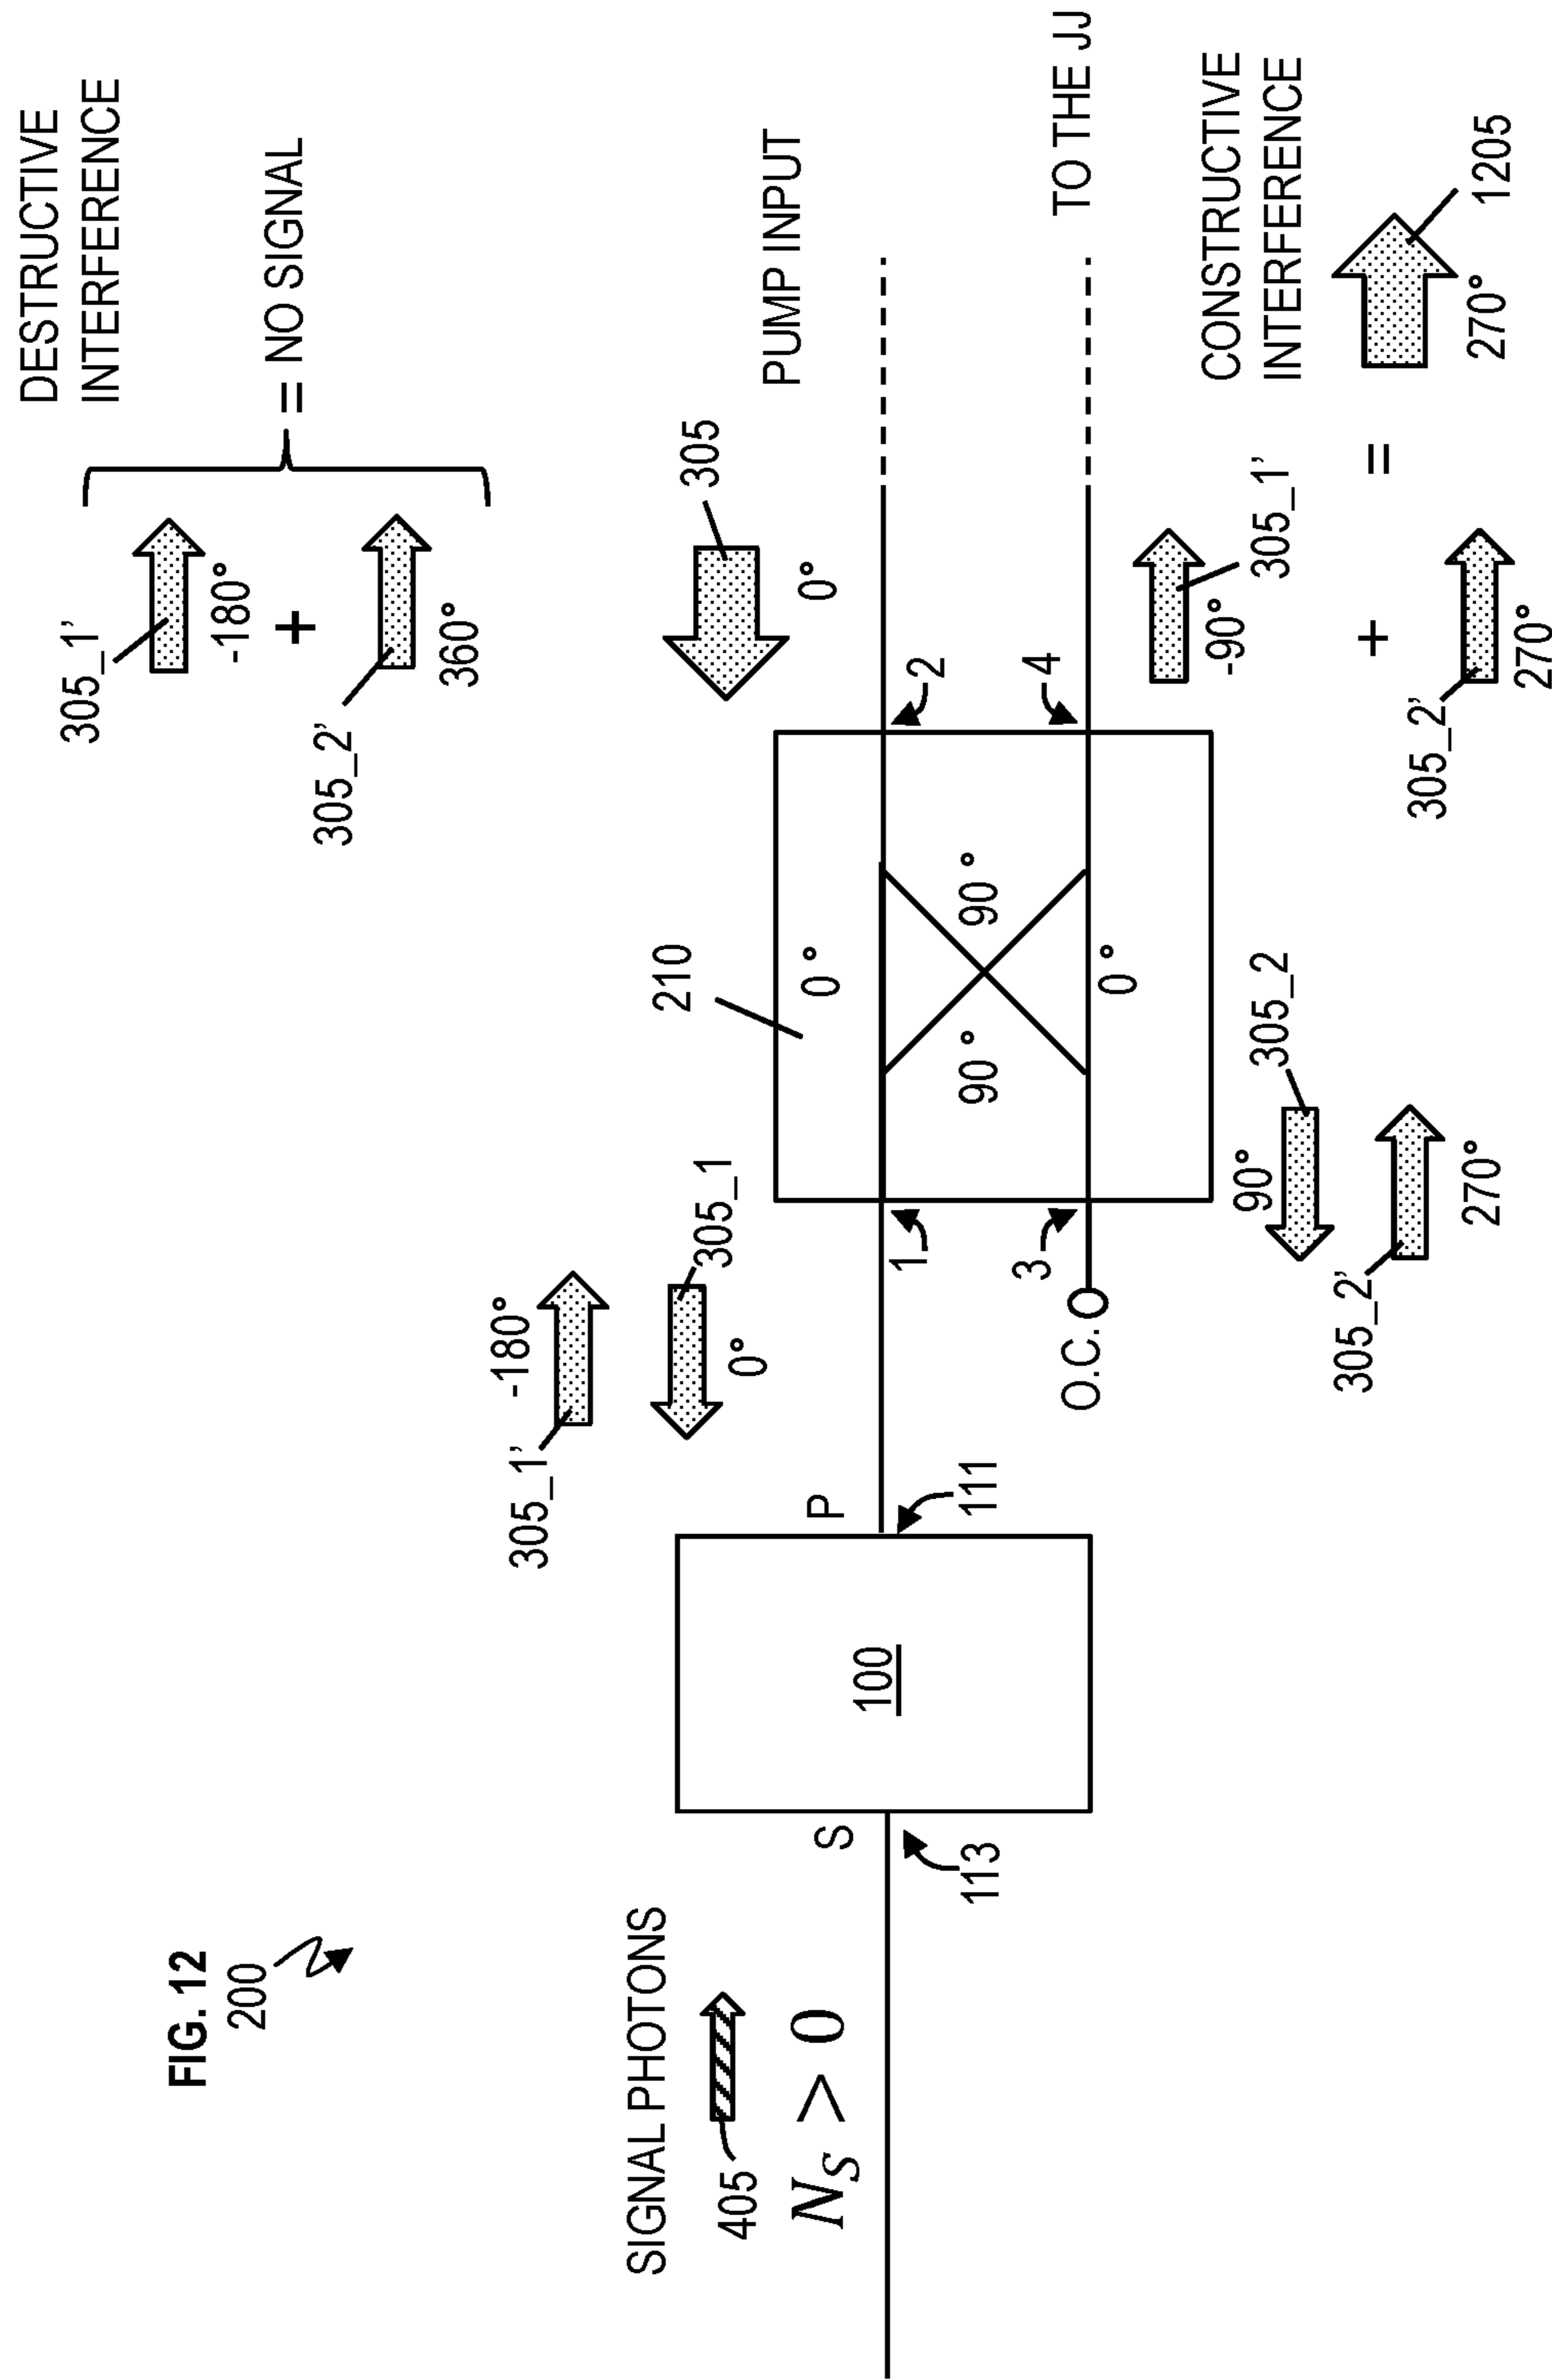 FIG. 12
200
DESTRUCTIVE
INTERFERENCE
305_1'
-180°
+
305_2'
360°
= NO SIGNAL
SIGNAL PHOTONS
405
N_S > 0
S
113
100
P
111
305_1'
-180°
305_1
0°
305
0°
PUMP INPUT
210
0°
90°
90°
0°
1
2
3
4
O.C.
TO THE JJ
90°
305_2
305_2'
270°
-90°
305_1'
+
305_2'
270°
=
CONSTRUCTIVE
INTERFERENCE
270°
1205